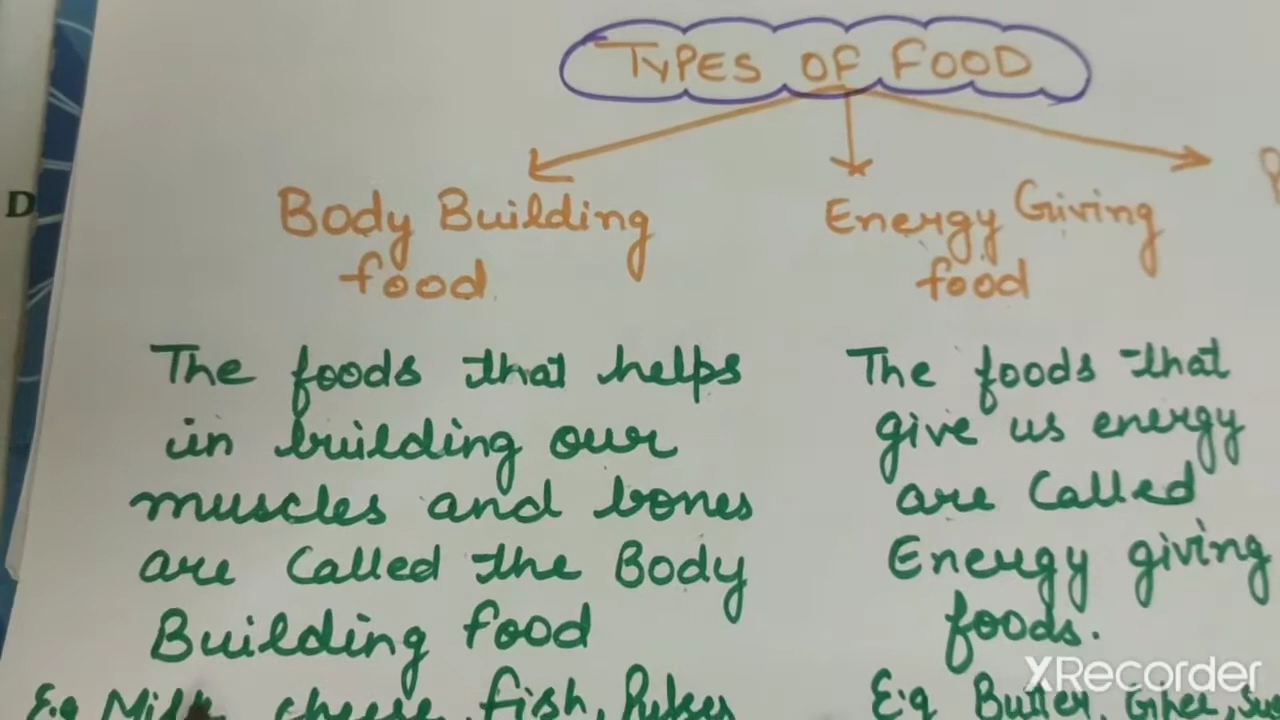 TYPES OF FOOD
D
Body Building
food
Energy Giving
food
The foods that helps
in building our
muscles and bones
are called the Body
Building food
E.g Milk cheese, fish, Pulses
The foods that
give us energy
are called
Energy giving
foods.
E.g Butter, Ghee,
XRecorder